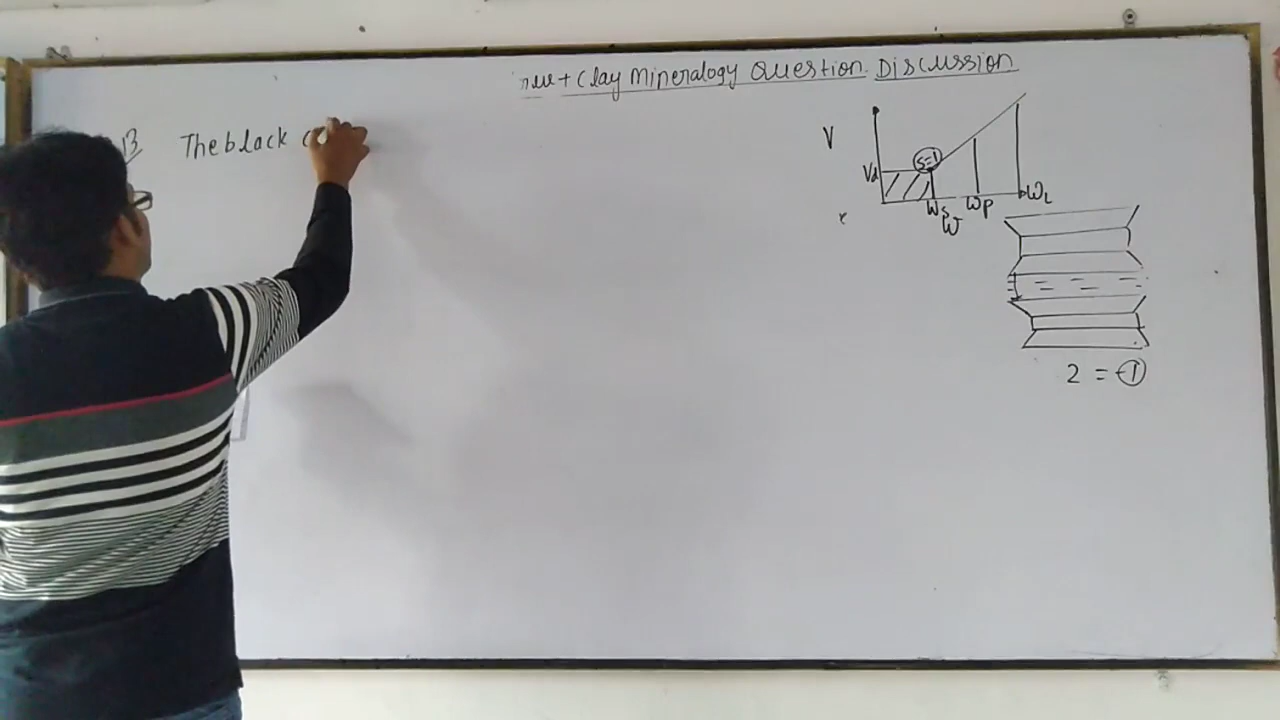 + Clay Mineralogy Question Discussion
13 The black
V
Vd
S=1
Ws
Wp
WL
W
2 = -1